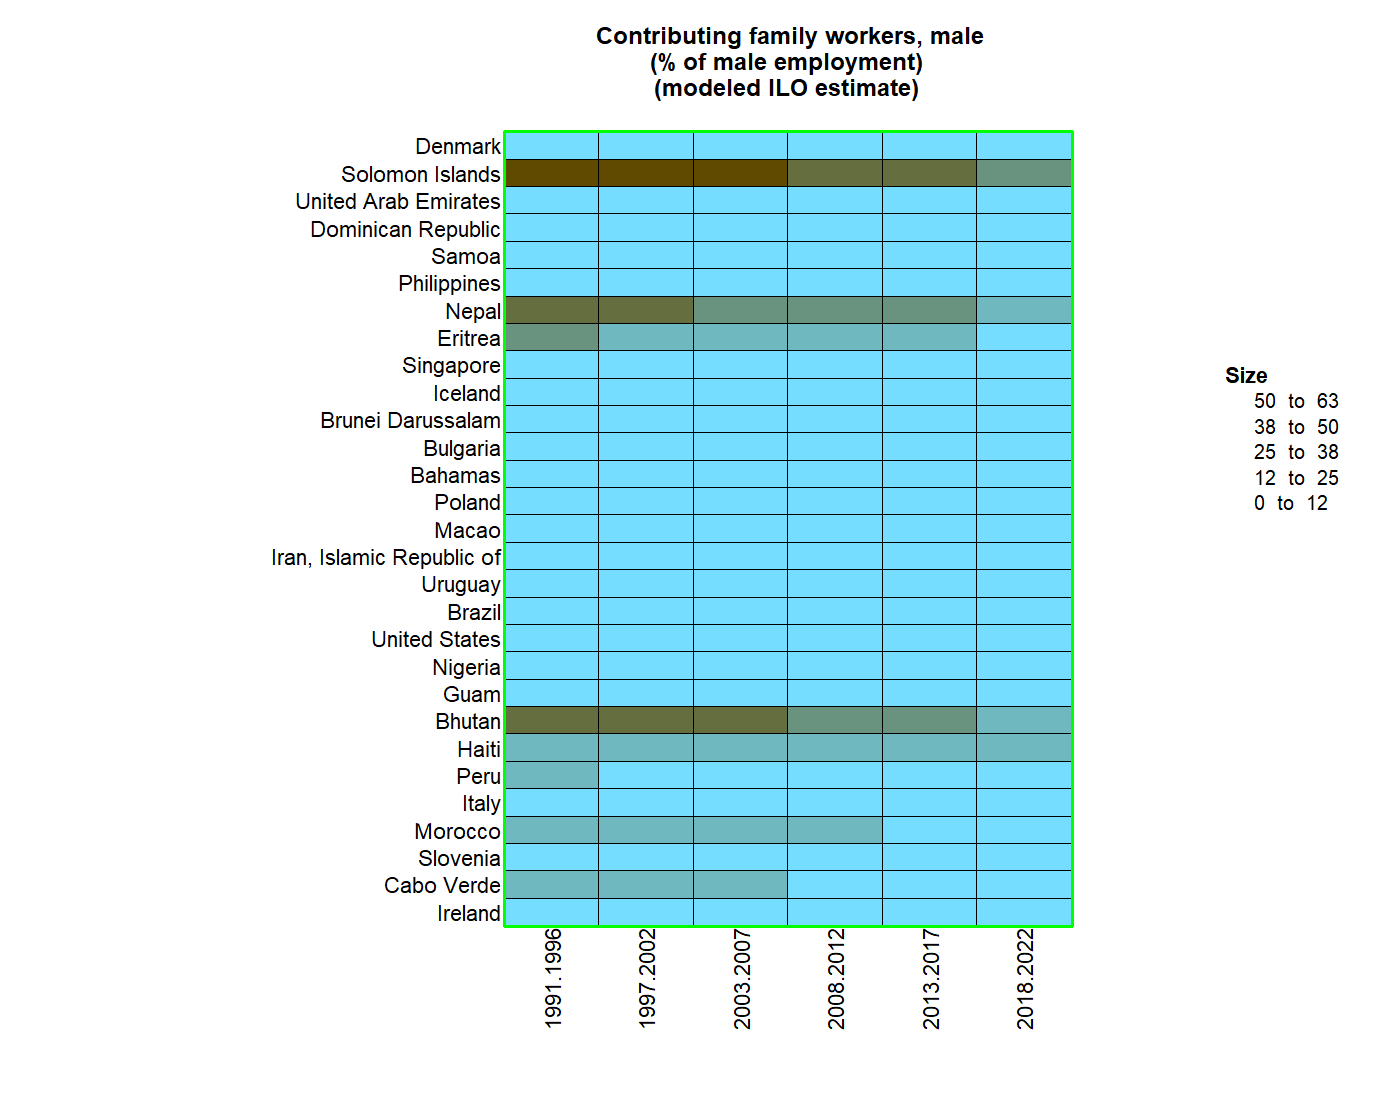 Contributing family workers, male
(% of male employment)
(modeled ILO estimate)
Denmark
Solomon Islands
United Arab Emirates
Dominican Republic
Samoa
Philippines
Nepal
Eritrea
Singapore
Iceland
Brunei Darussalam
Bulgaria
Bahamas
Poland
Macao
Iran, Islamic Republic of
Uruguay
Brazil
United States
Nigeria
Guam
Bhutan
Haiti
Peru
Italy
Morocco
Slovenia
Cabo Verde
Ireland
1991.1996
1997.2002
2003.2007
2008.2012
2013.2017
2018.2022
Size
50 to 63
38 to 50
25 to 38
12 to 25
0 to 12